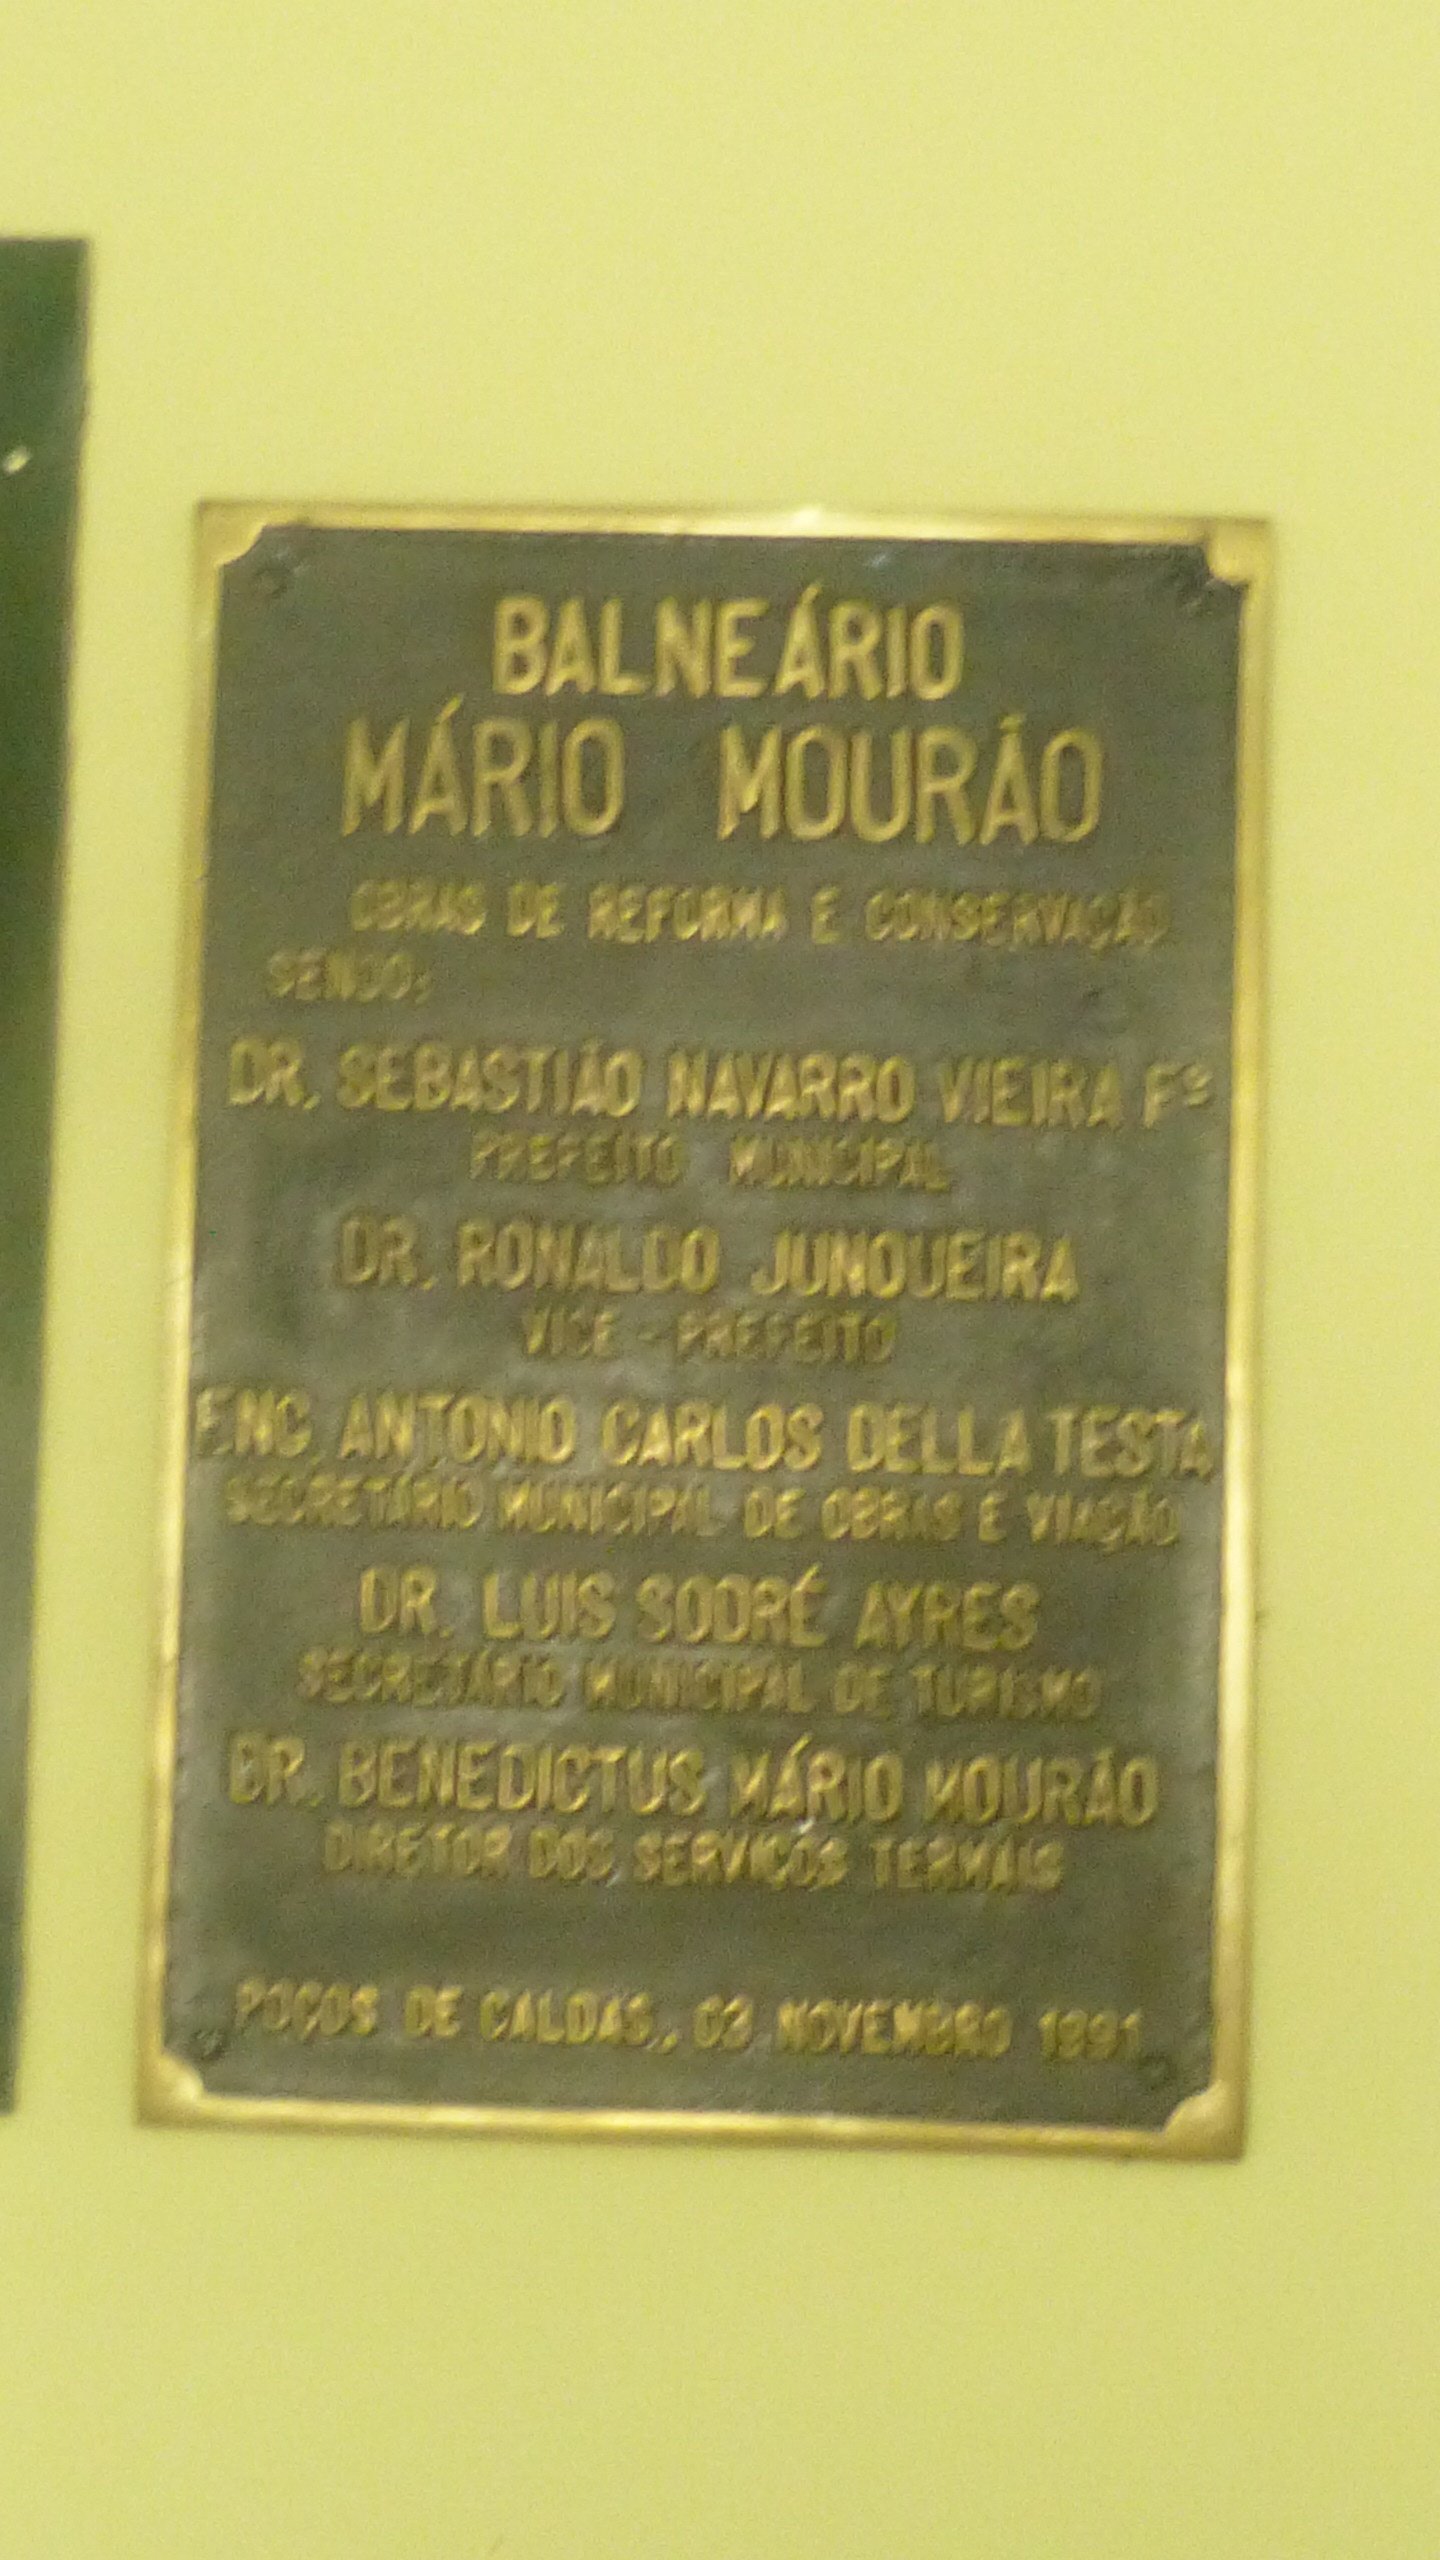 BALNEÁRIO
MÁRIO MOURÃO
OBRAS DE REFORMA E CONSERVAÇÃO
SENDO:
DR. SEBASTIÃO NAVARRO VIEIRA Fº
PREFEITO MUNICIPAL
DR. RONALDO JUNQUEIRA
VICE - PREFEITO
ENG. ANTONIO CARLOS DELLA TESTA
SECRETÁRIO MUNICIPAL DE OBRAS E VIAÇÃO
DR. LUIS SODRÉ AYRES
SECRETÁRIO MUNICIPAL DE TURISMO
DR. BENEDICTUS MÁRIO MOURÃO
DIRETOR DOS SERVIÇOS TERMAIS
POÇOS DE CALDAS, 03 NOVEMBRO 1991